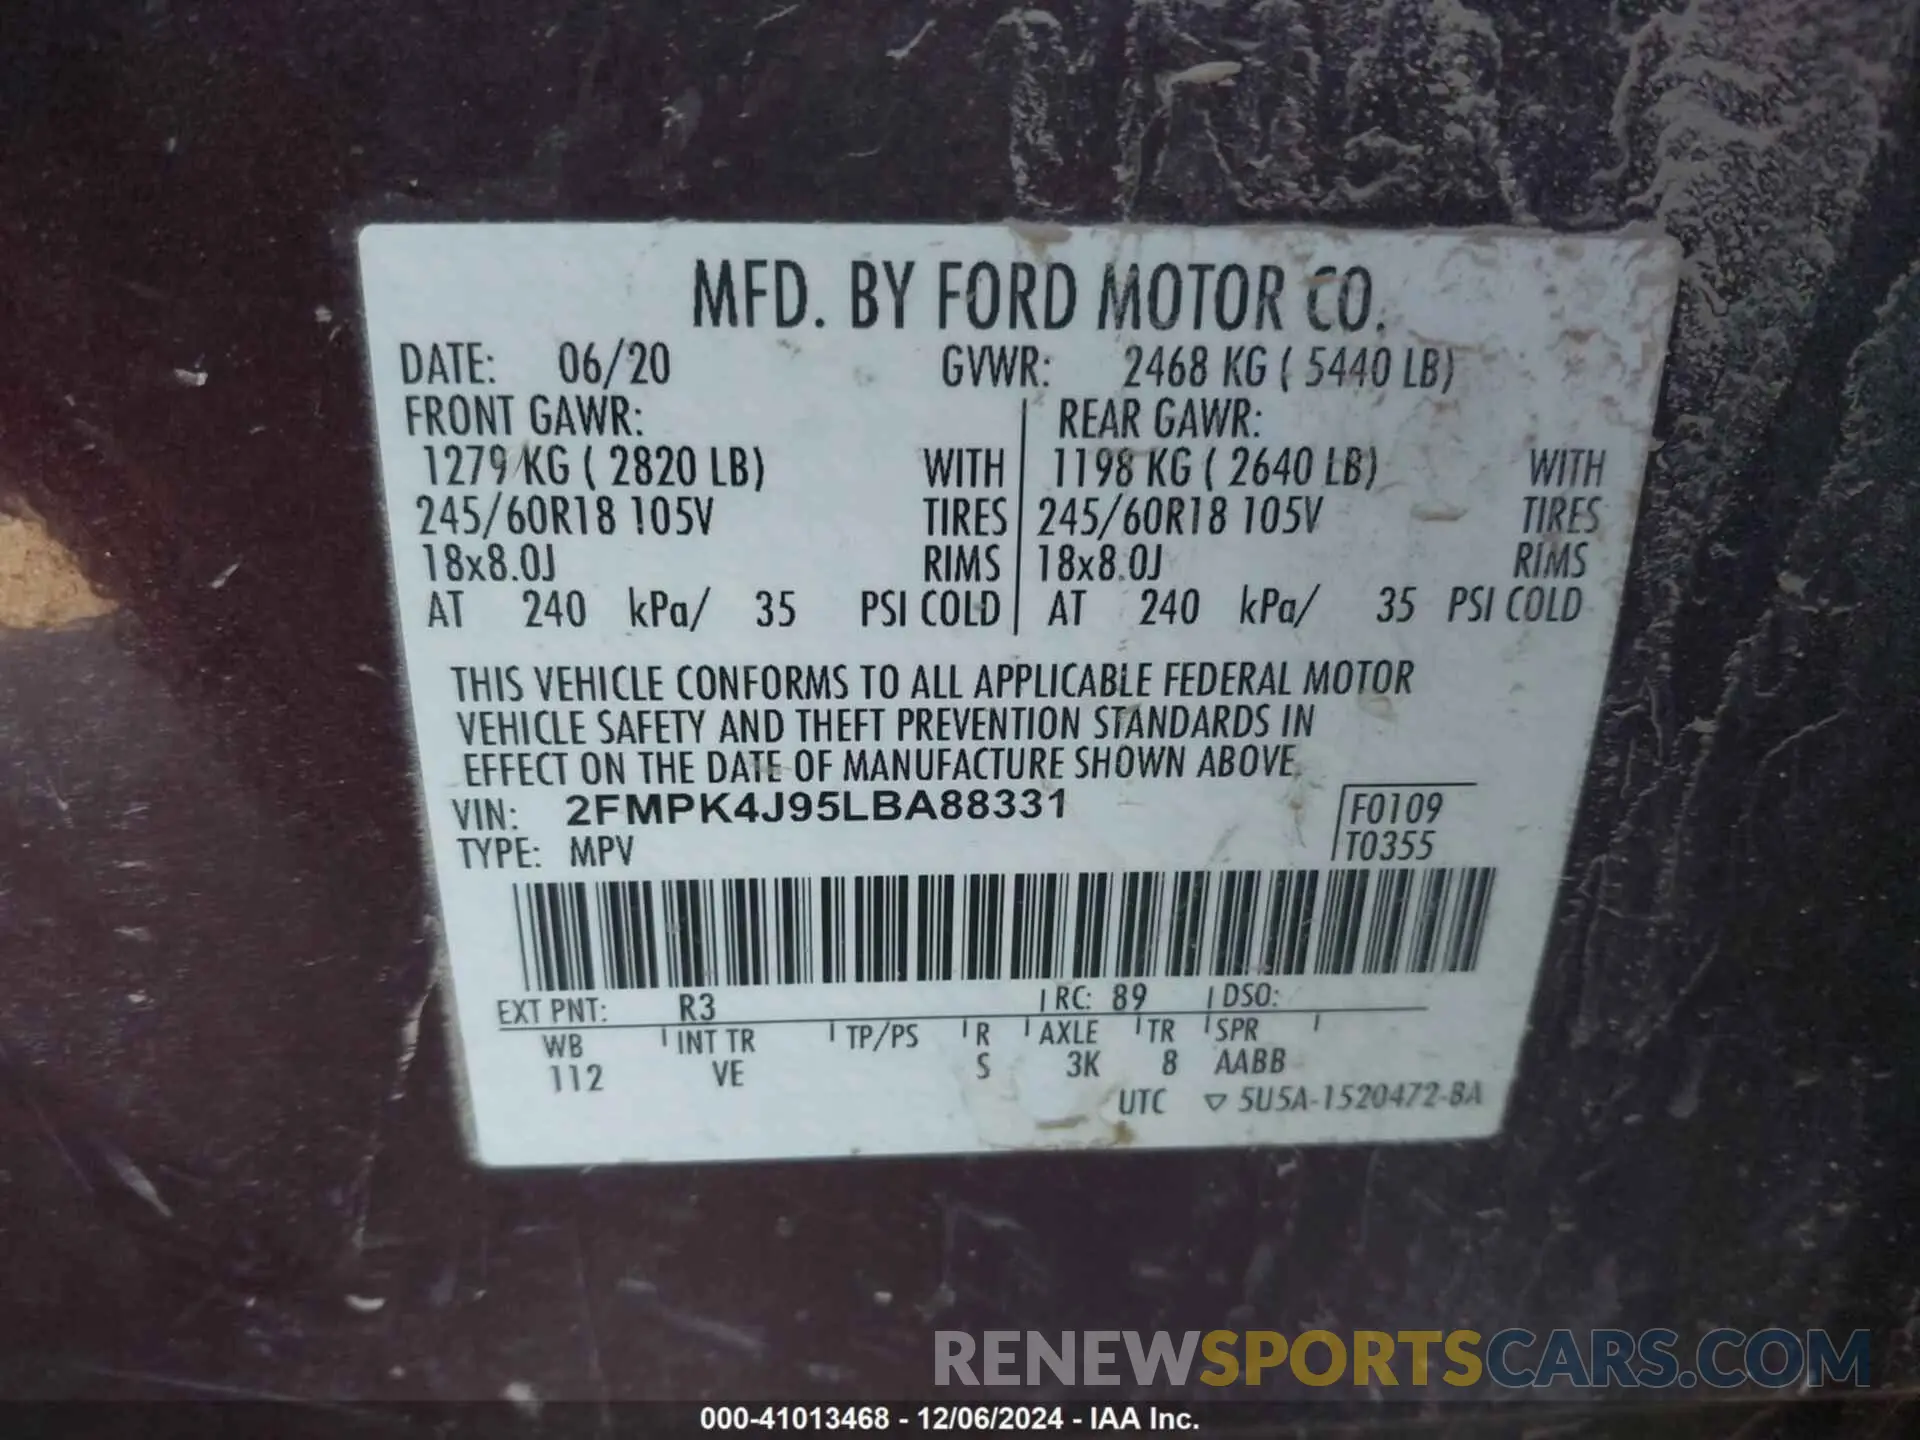 MFD. BY FORD MOTOR CO.
DATE: 06/20 GVWR: 2468 KG ( 5440 LB)
FRONT GAWR: REAR GAWR:
1279 KG ( 2820 LB) WITH 1198 KG ( 2640 LB) WITH
245/60R18 105V TIRES 245/60R18 105V TIRES
18x8.0J RIMS 18x8.0J RIMS
AT 240 kPa/ 35 PSI COLD AT 240 kPa/ 35 PSI COLD
THIS VEHICLE CONFORMS TO ALL APPLICABLE FEDERAL MOTOR
VEHICLE SAFETY AND THEFT PREVENTION STANDARDS IN
EFFECT ON THE DATE OF MANUFACTURE SHOWN ABOVE.
VIN: 2FMPK4J95LBA88331 F0109
TYPE: MPV T0355
EXT PNT: R3 RC: 89 DSO:
WB INT TR TP/PS R AXLE TR SPR
112 VE S 3K 8 AABB
UTC ▽ 5U5A-1520472-BA
RENEWSPORTSCARS.COM
000-41013468 - 12/06/2024 - IAA Inc.